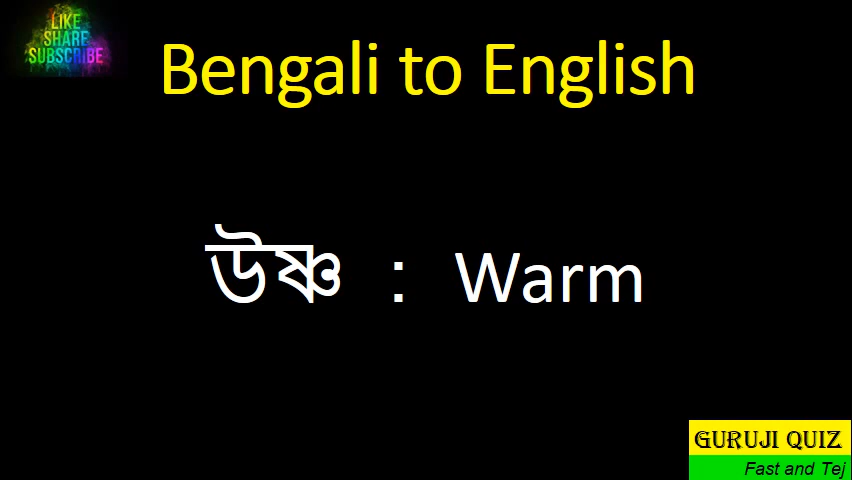 LIKE
SHARE
SUBSCRIBE
Bengali to English
উষ্ণ : Warm
GURUJI QUIZ
Fast and Tej